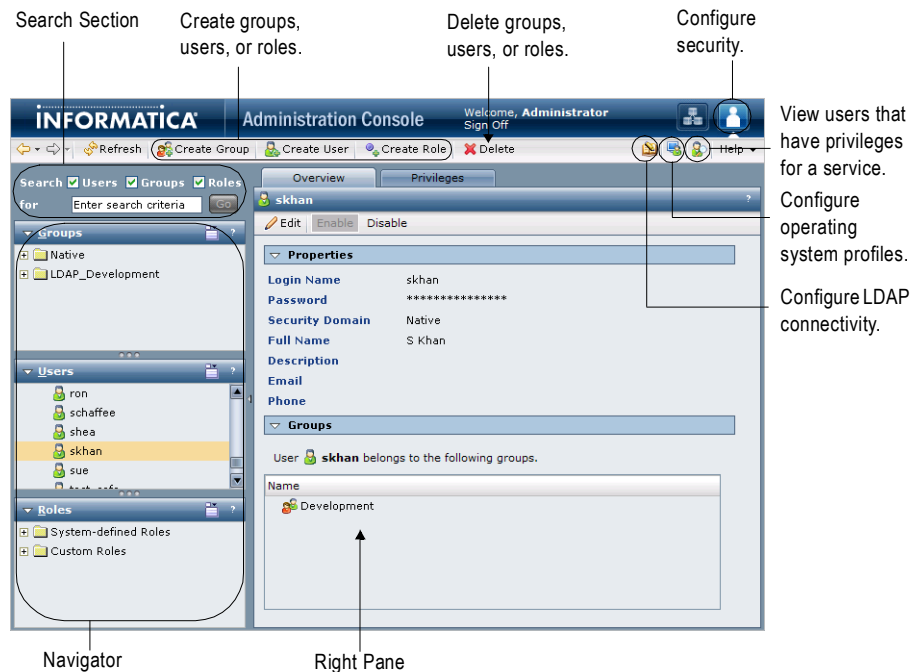 Search Section
Create groups,
users, or roles.
Delete groups,
users, or roles.
Configure
security.
INFORMATICA
Administration Console
Welcome, Administrator
Sign Off
Refresh
Create Group
Create User
Create Role
Delete
Help
View users that
have privileges
for a service.
Configure
operating
system profiles.
Configure LDAP
connectivity.
Search Users Groups Roles
for Enter search criteria Go
Groups ?
Native
LDAP_Development
Users ?
ron
schaffee
shea
skhan
sue
Roles ?
System-defined Roles
Custom Roles
Overview Privileges
skhan ?
Edit Enable Disable
Properties
Login Name skhan
Password ***************
Security Domain Native
Full Name S Khan
Description
Email
Phone
Groups
User skhan belongs to the following groups.
Name
Development
Navigator
Right Pane